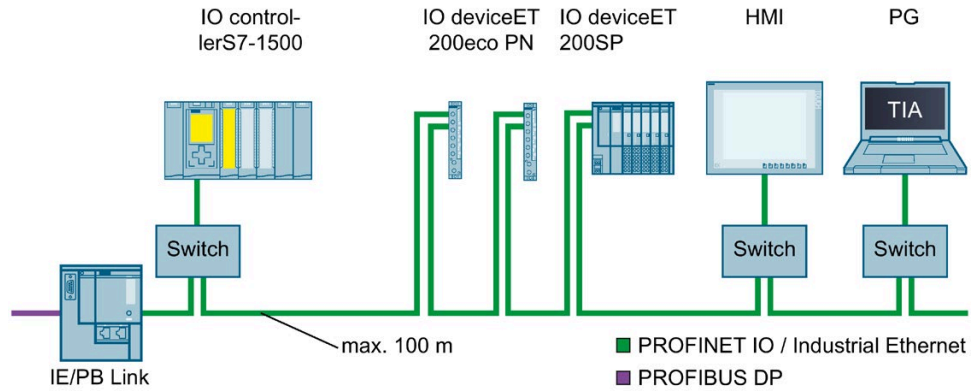 IO control-
lerS7-1500
IO deviceET
200eco PN
IO deviceET
200SP
HMI
PG
TIA
Switch
Switch
Switch
max. 100 m
IE/PB Link
PROFINET IO / Industrial Ethernet
PROFIBUS DP